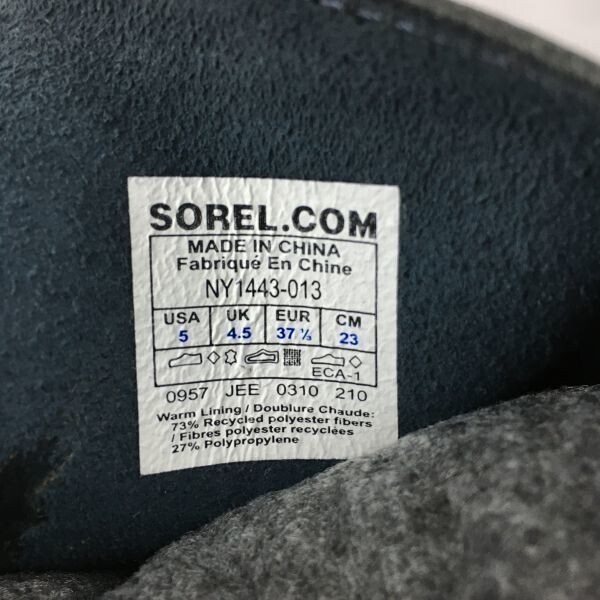 SOREL.COM
MADE IN CHINA
Fabriqué En Chine
NY1443-013
USA UK EUR CM
5 4.5 37 ⅓ 23
ECA-1
0957 JEE 0310 210
Warm Lining / Doublure Chaude:
73% Recycled polyester fibers
/ Fibres polyester recyclées
27% Polypropylene